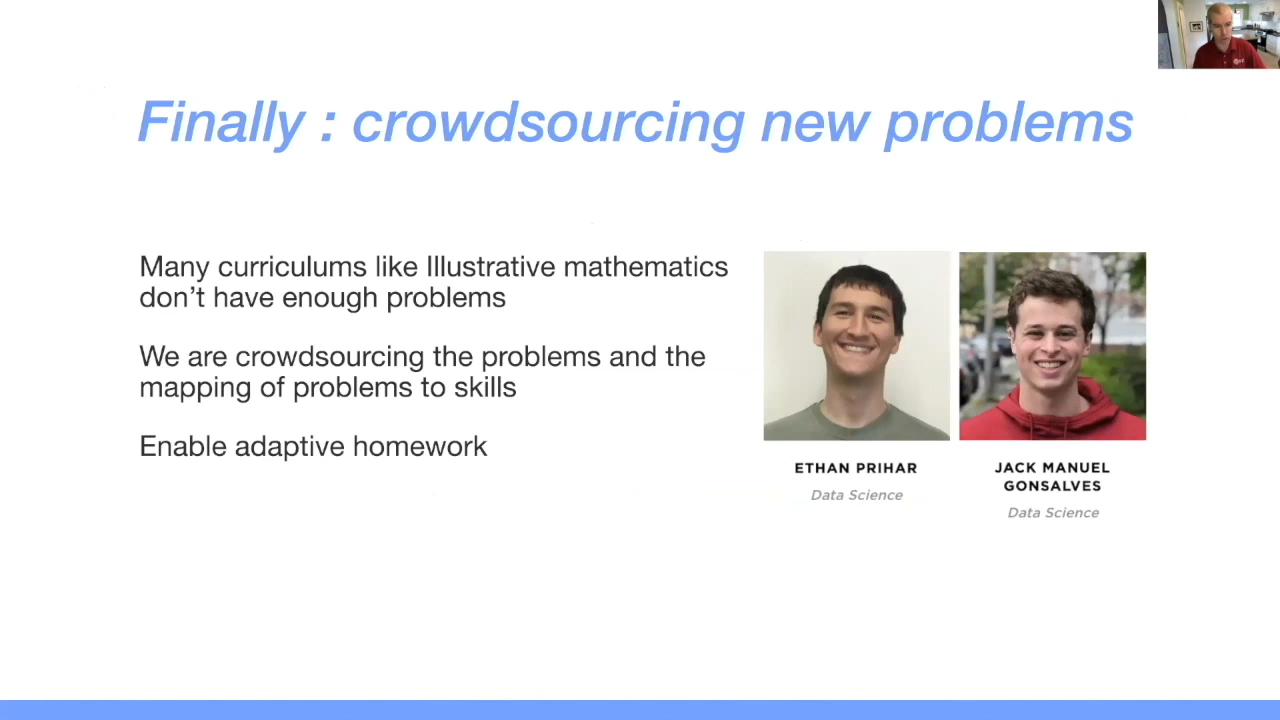 Finally : crowdsourcing new problems
Many curriculums like Illustrative mathematics
don't have enough problems
We are crowdsourcing the problems and the
mapping of problems to skills
Enable adaptive homework
ETHAN PRIHAR
Data Science
JACK MANUEL
GONSALVES
Data Science